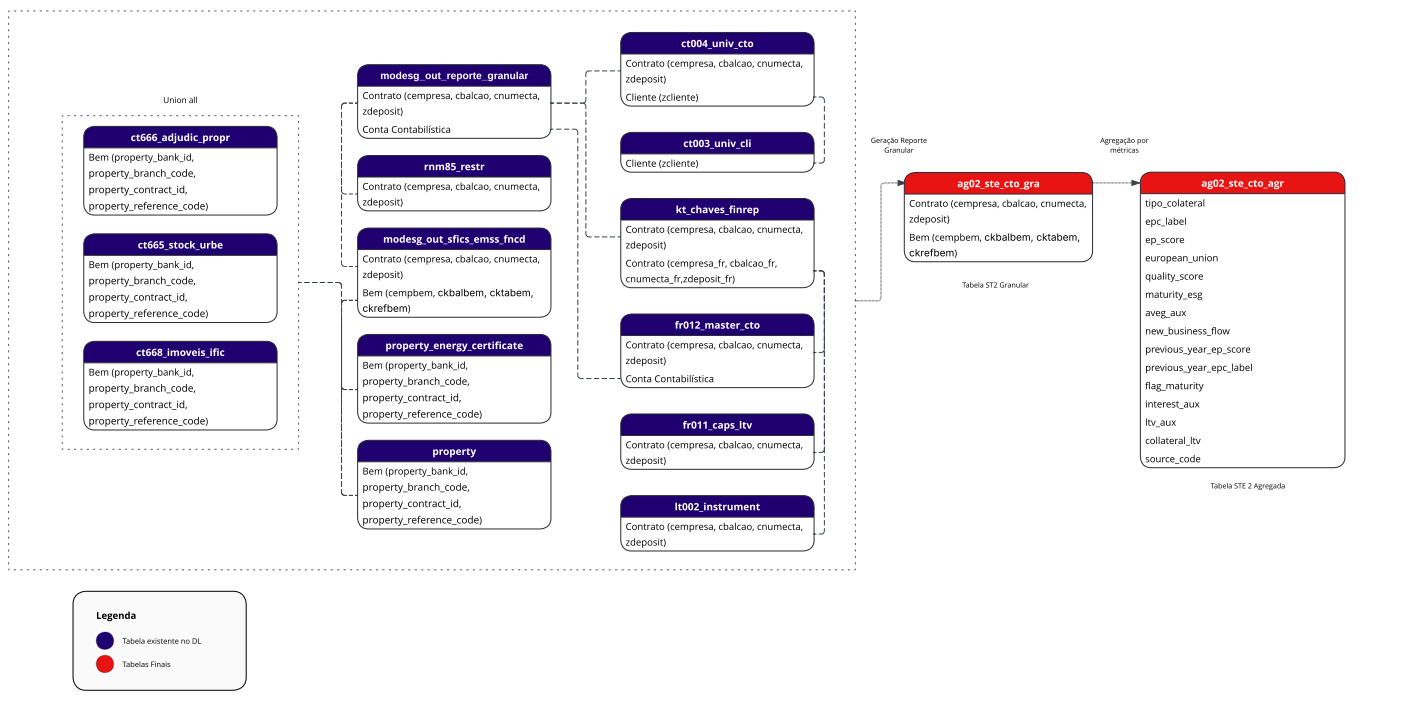 Union all
ct666_adjudic_propr
Bem (property_bank_id,
property_branch_code,
property_contract_id,
property_reference_code)
ct665_stock_urbe
Bem (property_bank_id,
property_branch_code,
property_contract_id,
property_reference_code)
ct668_imoveis_ific
Bem (property_bank_id,
property_branch_code,
property_contract_id,
property_reference_code)
modesg_out_reporte_granular
Contrato (cempresa, cbalcao, cnumecta,
zdeposit)
Conta Contabilística
rnm85_restr
Contrato (cempresa, cbalcao, cnumecta,
zdeposit)
modesg_out_sfics_emss_fncd
Contrato (cempresa, cbalcao, cnumecta,
zdeposit)
Bem (cempbem, ckbalbem, cktabem,
ckrefbem)
property_energy_certificate
Bem (property_bank_id,
property_branch_code,
property_contract_id,
property_reference_code)
property
Bem (property_bank_id,
property_branch_code,
property_contract_id,
property_reference_code)
ct004_univ_cto
Contrato (cempresa, cbalcao, cnumecta,
zdeposit)
Cliente (zcliente)
ct003_univ_cli
Cliente (zcliente)
kt_chaves_finrep
Contrato (cempresa, cbalcao, cnumecta,
zdeposit)
Contrato (cempresa_fr, cbalcao_fr,
cnumecta_fr,zdeposit_fr)
fr012_master_cto
Contrato (cempresa, cbalcao, cnumecta,
zdeposit)
Conta Contabilística
fr011_caps_ltv
Contrato (cempresa, cbalcao, cnumecta,
zdeposit)
lt002_instrument
Contrato (cempresa, cbalcao, cnumecta,
zdeposit)
Geração Reporte
Granular
ag02_ste_cto_gra
Contrato (cempresa, cbalcao, cnumecta,
zdeposit)
Bem (cempbem, ckbalbem, cktabem,
ckrefbem)
Tabela ST2 Granular
Agregação por
métricas
ag02_ste_cto_agr
tipo_colateral
epc_label
ep_score
european_union
quality_score
maturity_esg
aveg_aux
new_business_flow
previous_year_ep_score
previous_year_epc_label
flag_maturity
interest_aux
ltv_aux
collateral_ltv
source_code
Tabela STE 2 Agregada
Legenda
Tabela existente no DL
Tabelas Finais